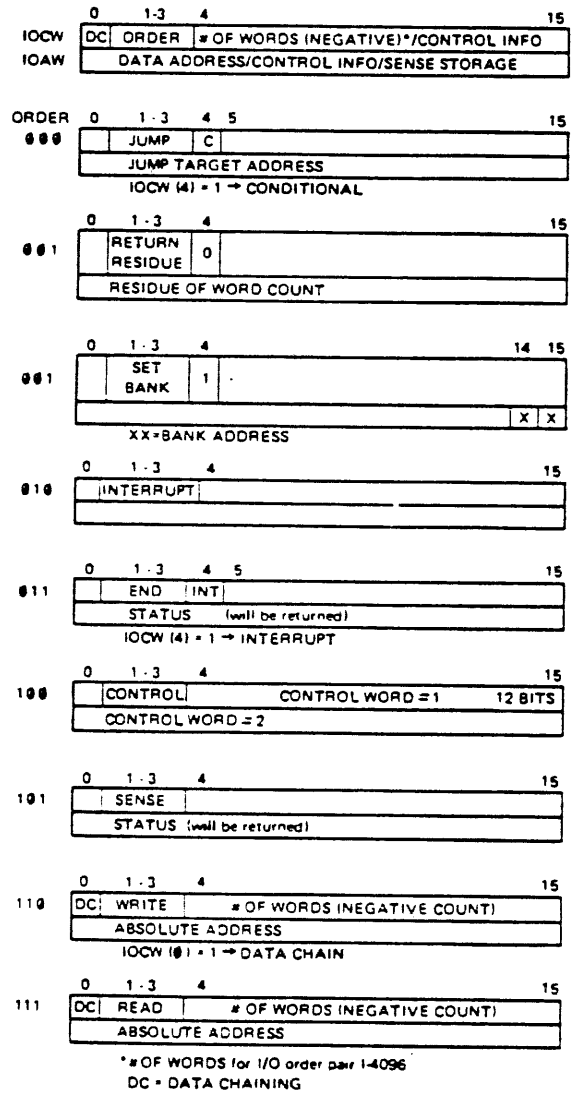 0 1-3 4 15
IOCW DC ORDER # OF WORDS (NEGATIVE)*/CONTROL INFO
IOAW DATA ADDRESS/CONTROL INFO/SENSE STORAGE
ORDER 0 1-3 4 5 15
000 JUMP C
JUMP TARGET ADDRESS
IOCW (4) = 1 → CONDITIONAL
0 1-3 4 15
001 RETURN RESIDUE 0
RESIDUE OF WORD COUNT
0 1-3 4 14 15
001 SET BANK 1
X X
XX=BANK ADDRESS
0 1-3 4 15
010 INTERRUPT
0 1-3 4 5 15
011 END INT
STATUS (will be returned)
IOCW (4) = 1 → INTERRUPT
0 1-3 4 15
100 CONTROL CONTROL WORD #1 12 BITS
CONTROL WORD #2
0 1-3 4 15
101 SENSE
STATUS (will be returned)
0 1-3 4 15
110 DC WRITE # OF WORDS (NEGATIVE COUNT)
ABSOLUTE ADDRESS
IOCW (0) = 1 → DATA CHAIN
0 1-3 4 15
111 DC READ # OF WORDS (NEGATIVE COUNT)
ABSOLUTE ADDRESS
*# OF WORDS for I/O order pair 1-4096
DC = DATA CHAINING